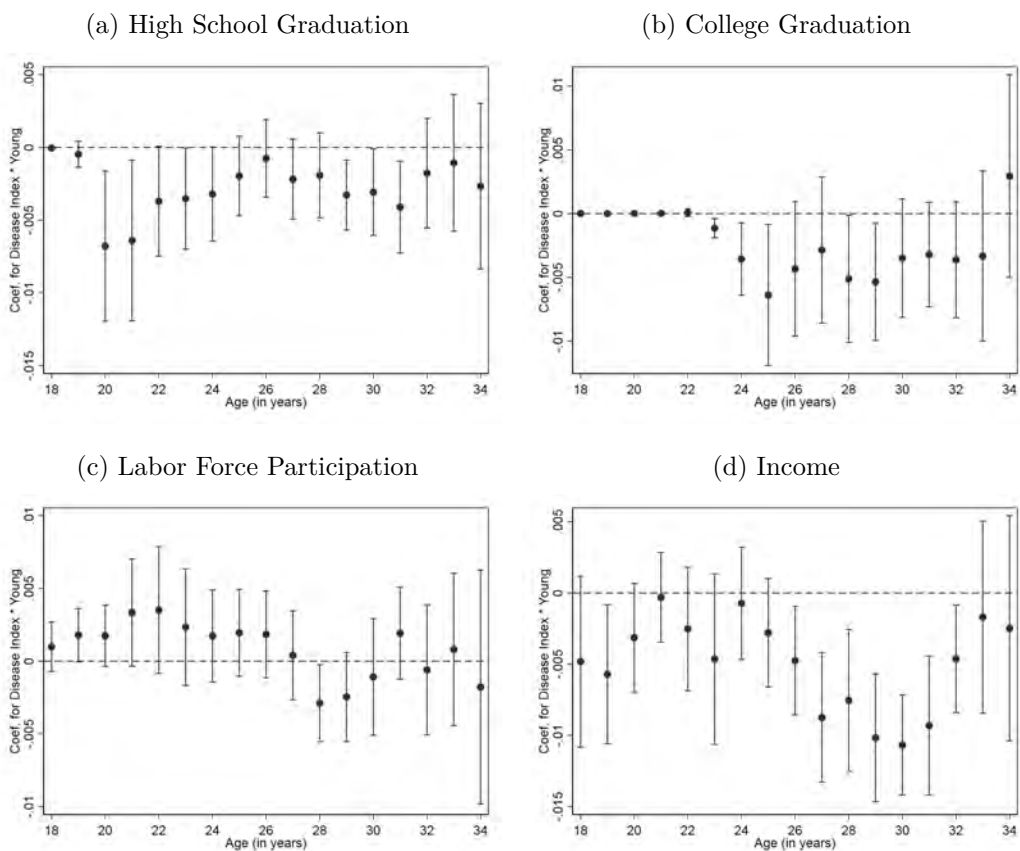 (a) High School Graduation
(b) College Graduation
Coef. for Disease Index * Young
.005
0
-.005
-.01
-.015
18 20 22 24 26 28 30 32 34
Age (in years)
Coef. for Disease Index * Young
.01
.005
0
-.005
-.01
18 20 22 24 26 28 30 32 34
Age (in years)
(c) Labor Force Participation
(d) Income
Coef. for Disease Index * Young
.01
.005
0
-.005
-.01
18 20 22 24 26 28 30 32 34
Age (in years)
Coef. for Disease Index * Young
.005
0
-.005
-.01
-.015
18 20 22 24 26 28 30 32 34
Age (in years)